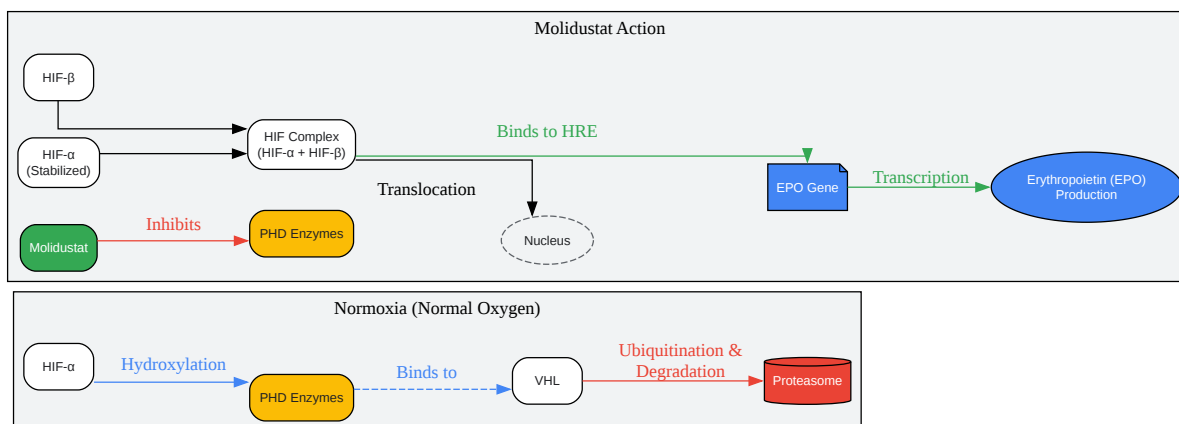 Molidustat Action
HIF-β
HIF Complex
(HIF-α + HIF-β)
HIF-α
(Stabilized)
Binds to HRE
Translocation
EPO Gene
Transcription
Erythropoietin (EPO)
Production
Molidustat
Inhibits
PHD Enzymes
Nucleus
Normoxia (Normal Oxygen)
HIF-α
Hydroxylation
PHD Enzymes
Binds to
VHL
Ubiquitination &
Degradation
Proteasome